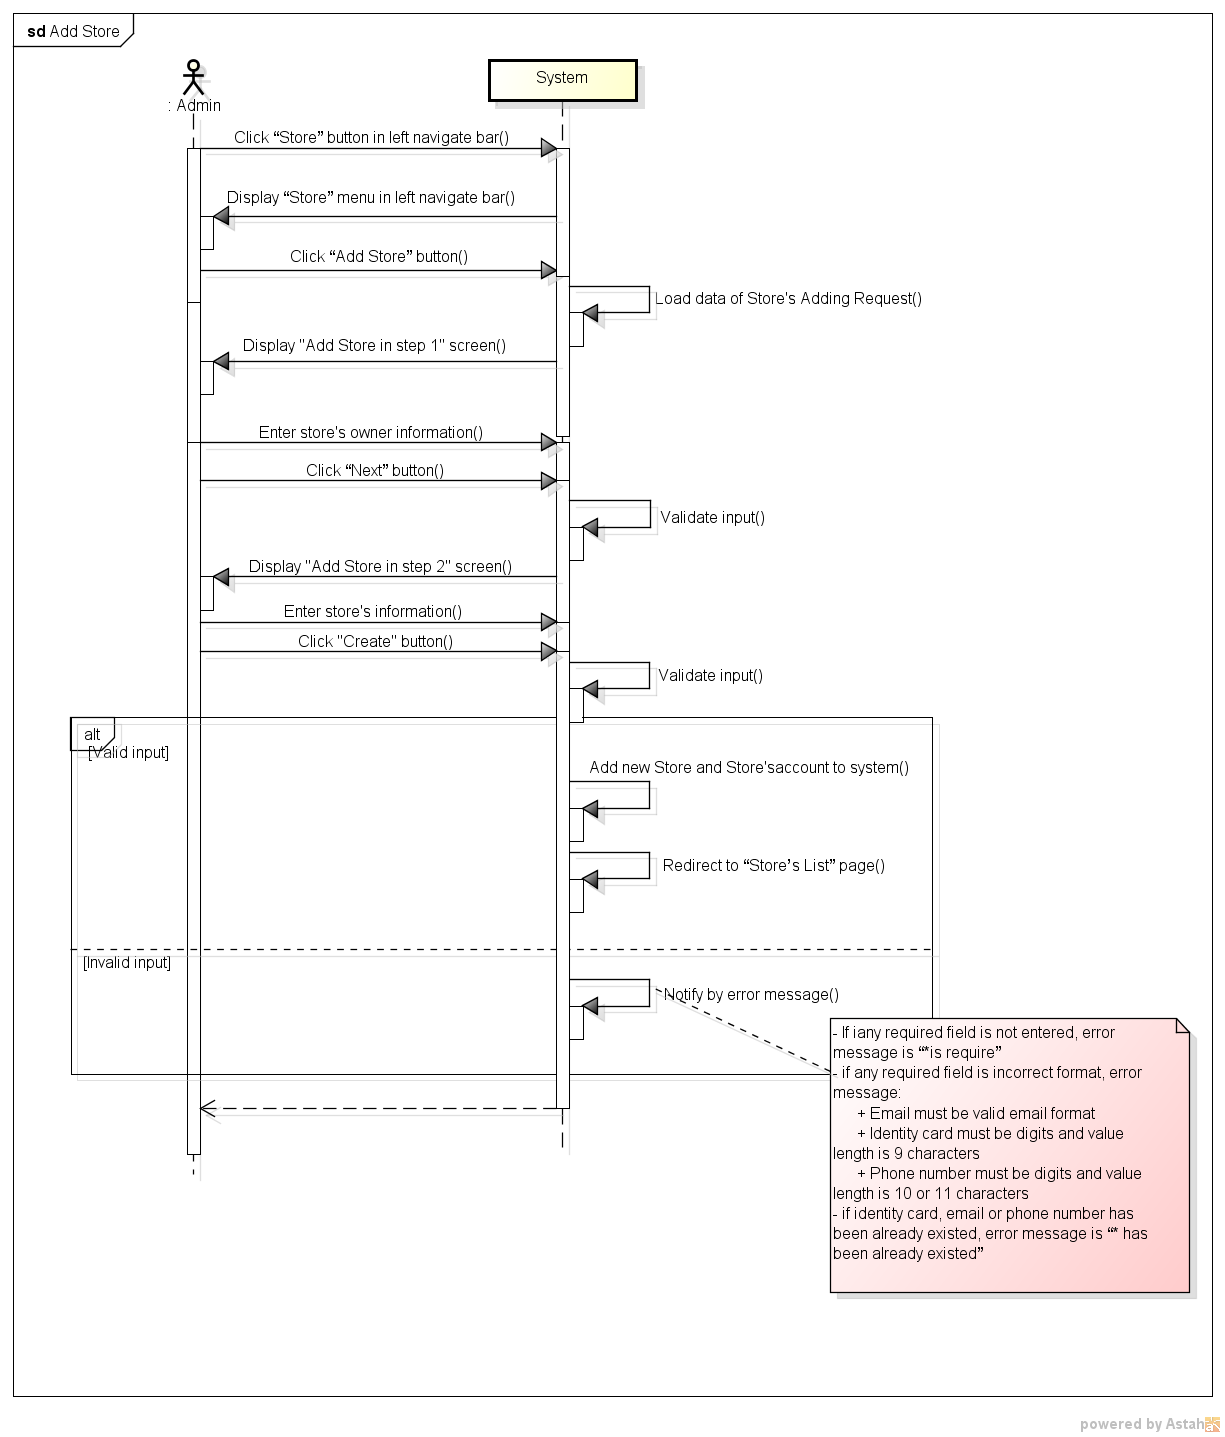 sd Add Store
System
: Admin
Click “Store” button in left navigate bar()
Display “Store” menu in left navigate bar()
Click “Add Store” button()
Load data of Store's Adding Request()
Display "Add Store in step 1" screen()
Enter store's owner information()
Click “Next” button()
Validate input()
Display "Add Store in step 2" screen()
Enter store's information()
Click "Create" button()
Validate input()
alt
[Valid input]
Add new Store and Store'saccount to system()
Redirect to “Store’s List” page()
[Invalid input]
Notify by error message()
- If iany required field is not entered, error
message is “*is require”
- if any required field is incorrect format, error
message:
+ Email must be valid email format
+ Identity card must be digits and value
length is 9 characters
+ Phone number must be digits and value
length is 10 or 11 characters
- if identity card, email or phone number has
been already existed, error message is “* has
been already existed”
powered by Astah